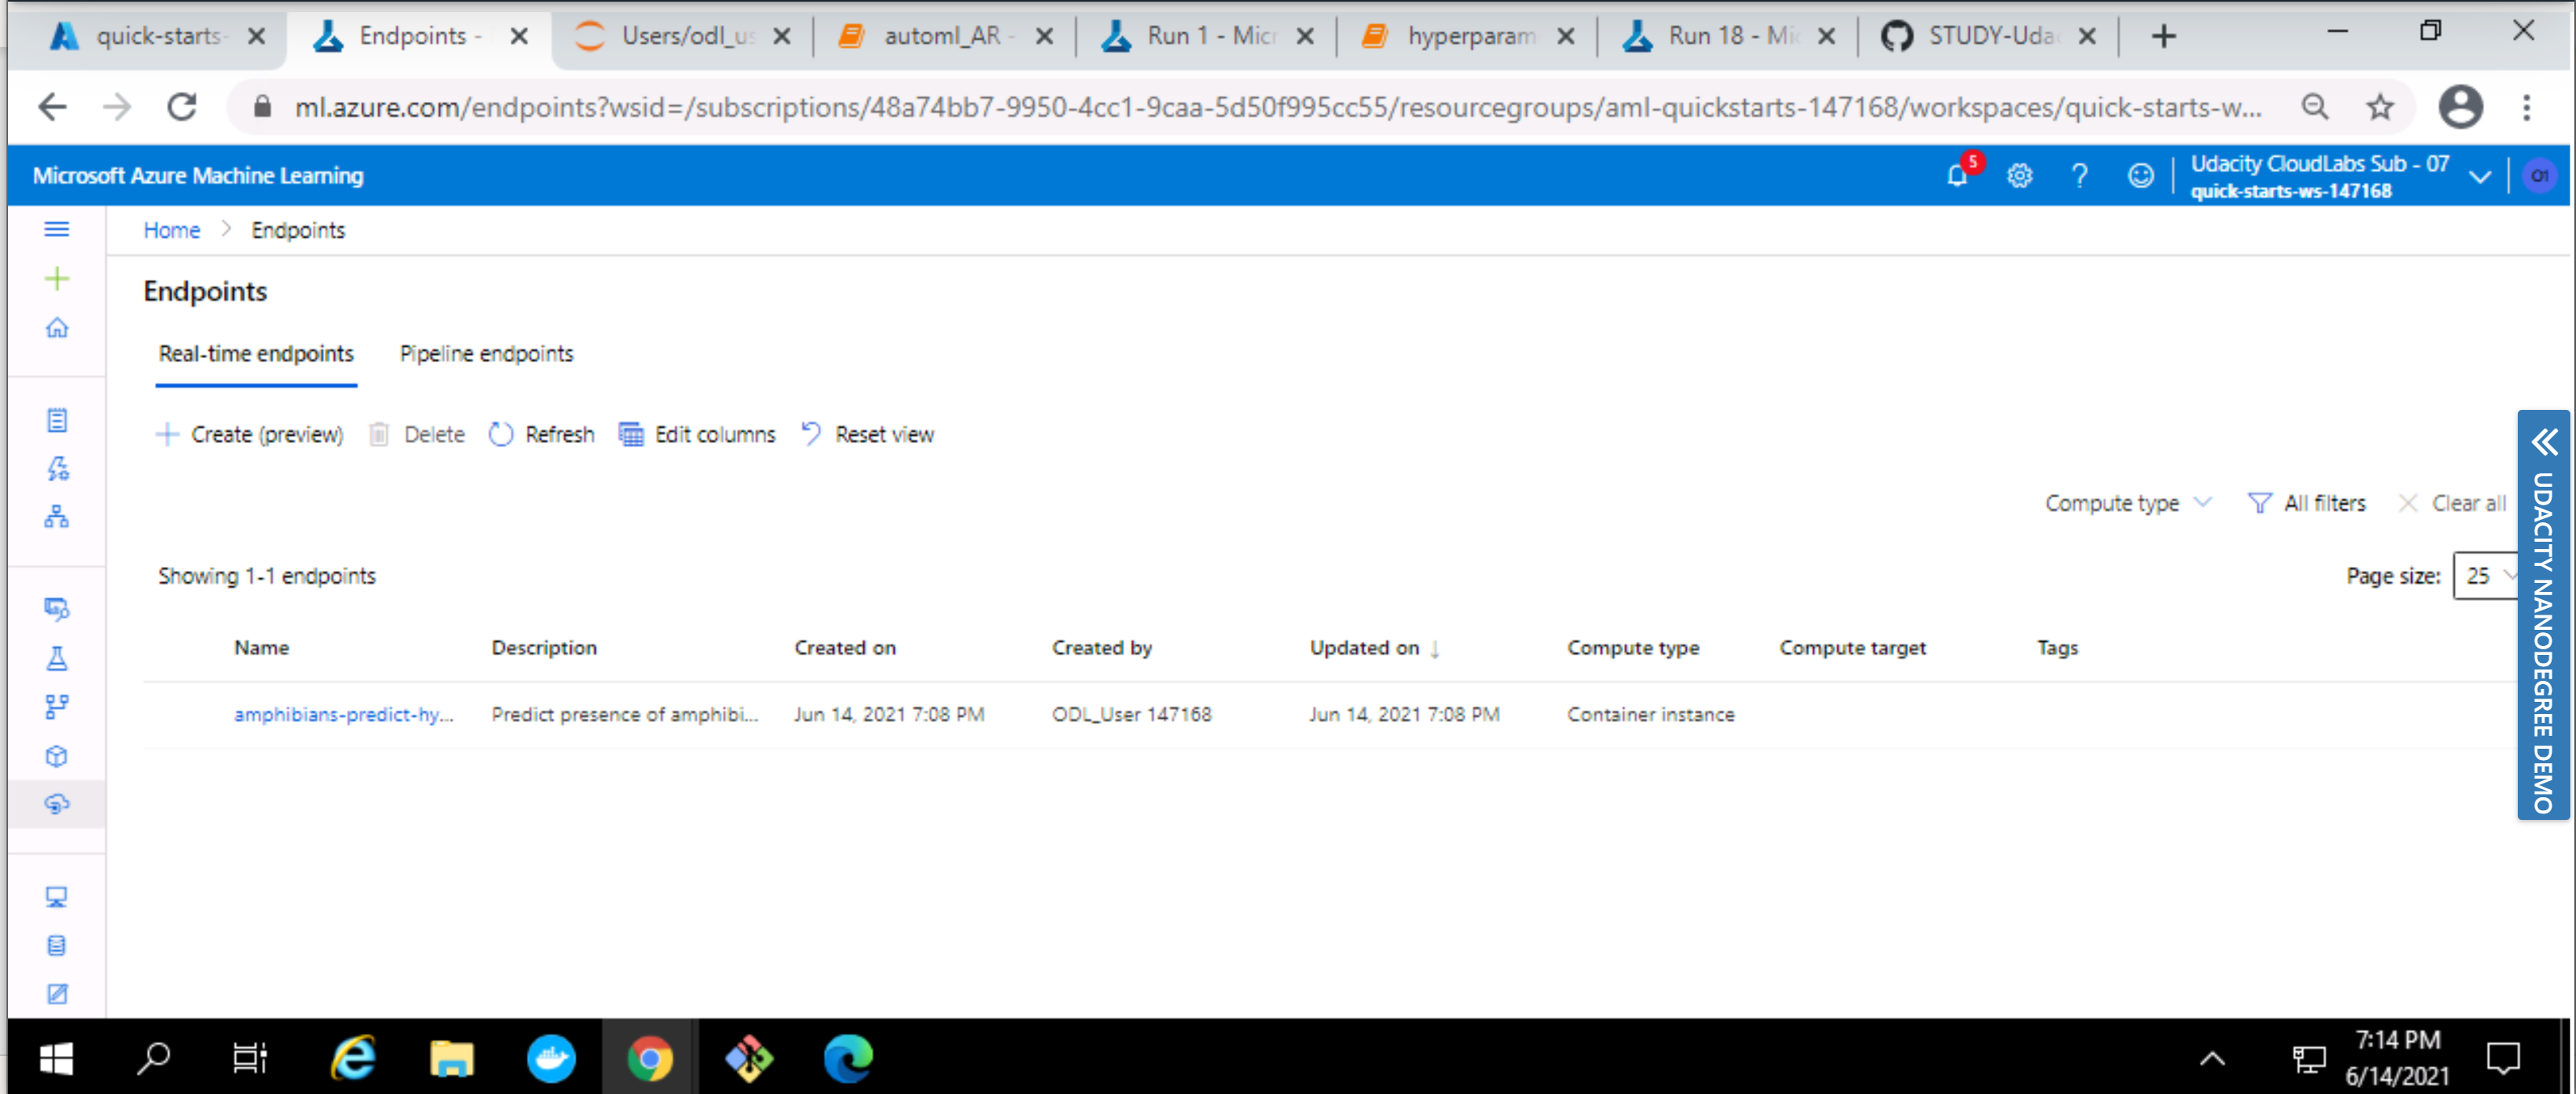 quick-starts-
Endpoints -
Users/odl_us
automl_AR -
Run 1 - Micr
hyperparam
Run 18 - Mic
STUDY-Udac
ml.azure.com/endpoints?wsid=/subscriptions/48a74bb7-9950-4cc1-9caa-5d50f995cc55/resourcegroups/aml-quickstarts-147168/workspaces/quick-starts-w...
Microsoft Azure Machine Learning
5
?
Udacity CloudLabs Sub - 07
quick-starts-ws-147168
O1
Home > Endpoints
Endpoints
Real-time endpoints Pipeline endpoints
Create (preview) Delete Refresh Edit columns Reset view
Compute type All filters Clear all
Showing 1-1 endpoints
Page size: 25
Name Description Created on Created by Updated on ↓ Compute type Compute target Tags
amphibians-predict-hy... Predict presence of amphibi... Jun 14, 2021 7:08 PM ODL_User 147168 Jun 14, 2021 7:08 PM Container instance
UDACITY NANODEGREE DEMO
7:14 PM
6/14/2021